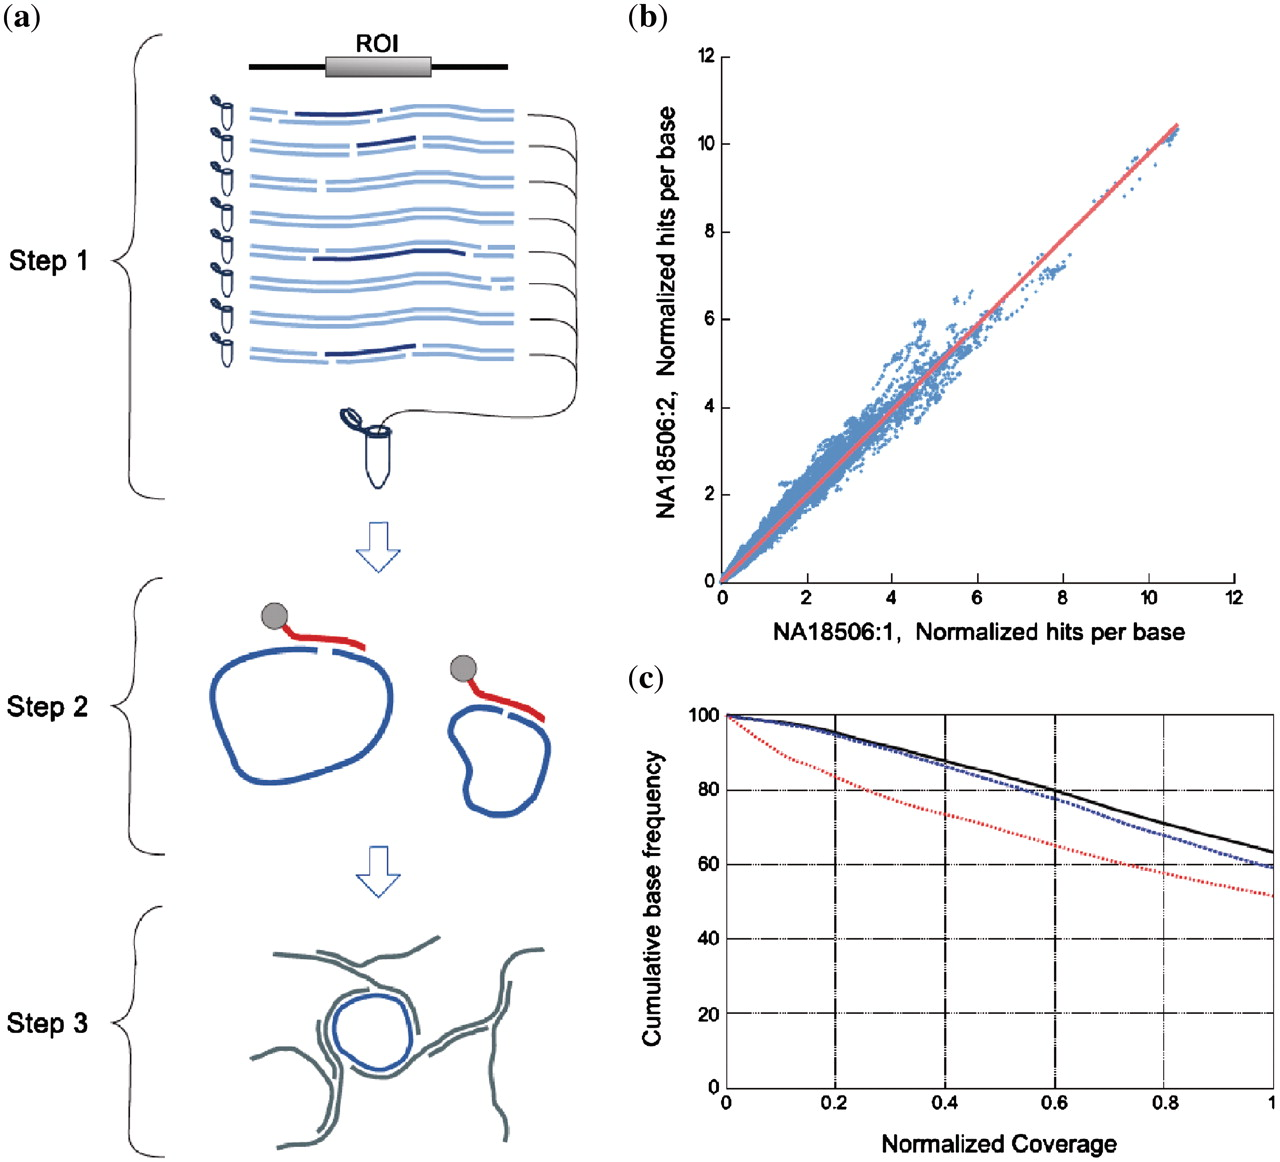 (a)
ROI
Step 1
Step 2
Step 3
(b)
12
10
8
6
4
2
0
0 2 4 6 8 10 12
NA18506:2, Normalized hits per base
NA18506:1, Normalized hits per base
(c)
100
80
60
40
20
0
0 0.2 0.4 0.6 0.8 1
Cumulative base frequency
Normalized Coverage